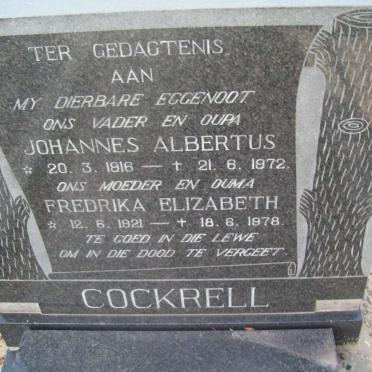 TER GEDAGTENIS
AAN
MY DIERBARE EGGENOOT
ONS VADER EN OUPA
JOHANNES ALBERTUS
☆ 20. 3. 1916 — † 21. 6. 1972.
ONS MOEDER EN OUMA
FREDRIKA ELIZABETH
☆ 12. 6. 1921 — † 18. 6. 1978
TE GOED IN DIE LEWE
OM IN DIE DOOD TE VERGEET
COCKRELL